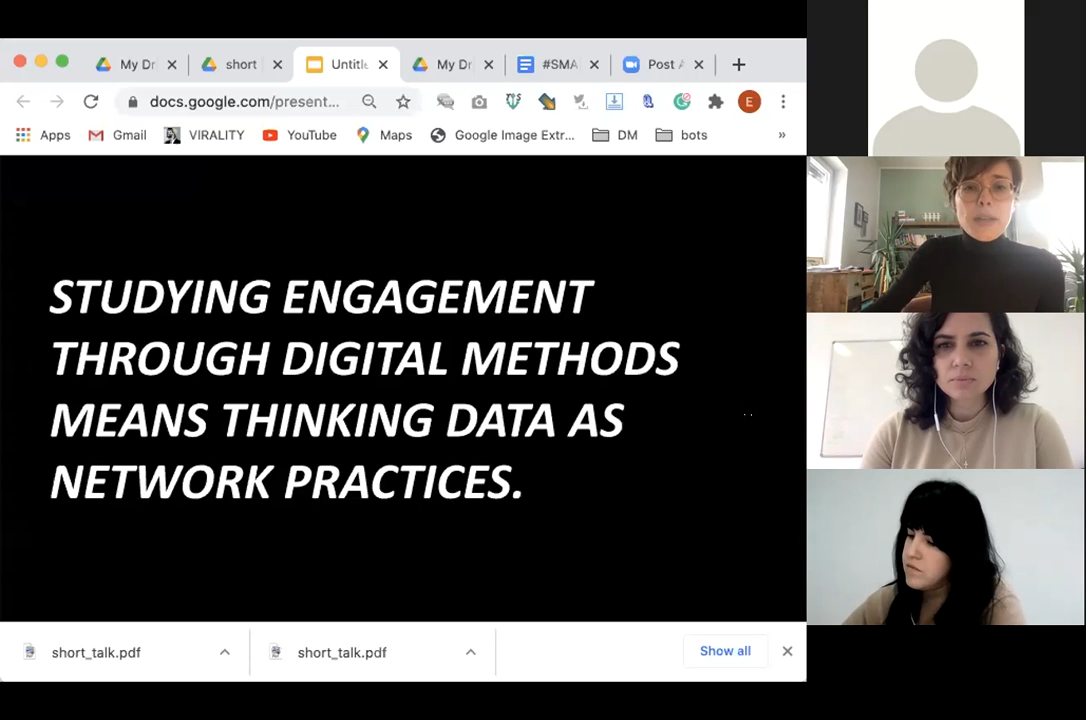 My Dr
short
Untitle
My Dr
#SMA
Post A
docs.google.com/present...
E
Apps
Gmail
VIRALITY
YouTube
Maps
Google Image Extr...
DM
bots
»
STUDYING ENGAGEMENT
THROUGH DIGITAL METHODS
MEANS THINKING DATA AS
NETWORK PRACTICES.
short_talk.pdf
short_talk.pdf
Show all